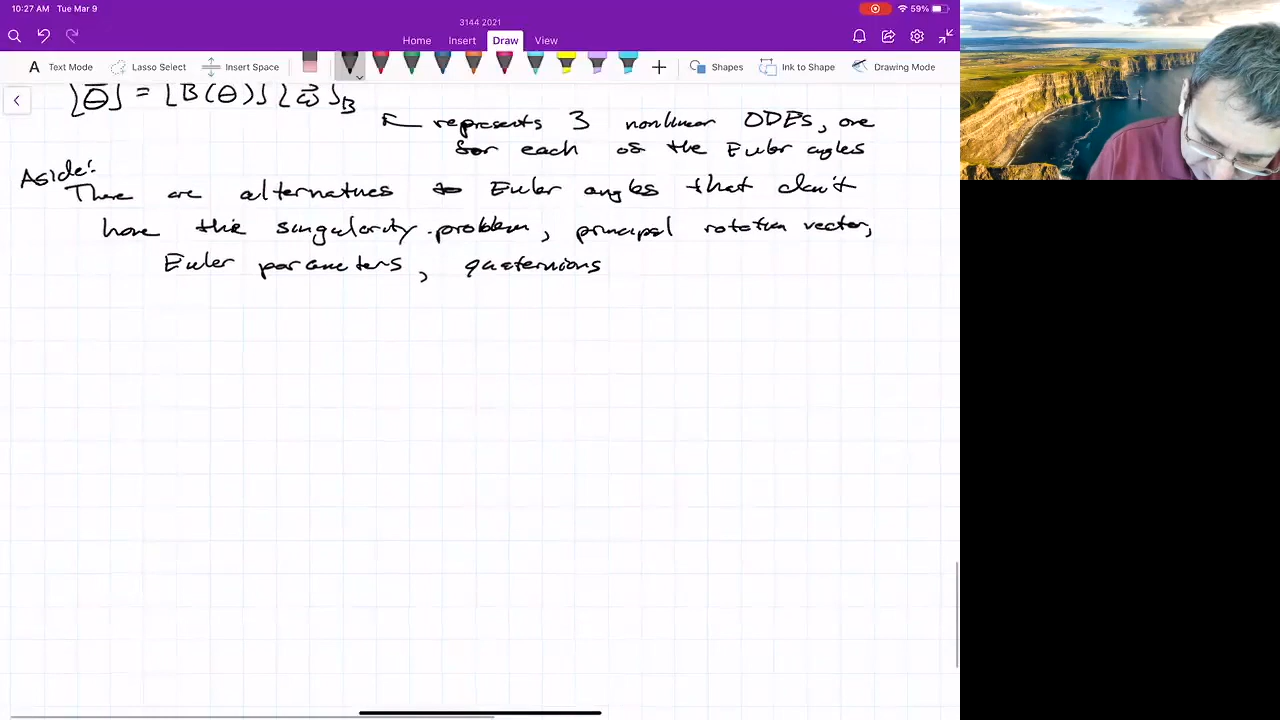 10:27 AM Tue Mar 9
59%
3144 2021
Home Insert Draw View
A Text Mode Lasso Select Insert Space Shapes Ink to Shape Drawing Mode
[Θ̇] = [B(Θ)] [ω⃗]B
represents 3 nonlinear ODEs, one
for each of the Euler angles
Aside:
There are alternatives to Euler angles that don't
have this singularity problem, principal rotation vector,
Euler parameters, quaternions